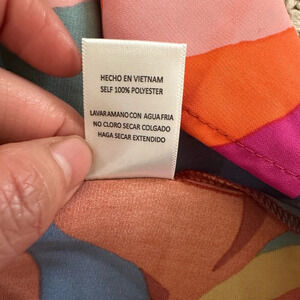 HECHO EN VIETNAM
SELF 100% POLYESTER
LAVAR A MANO CON AGUA FRIA
NO CLORO SECAR COLGADO
HAGA SECAR EXTENDIDO